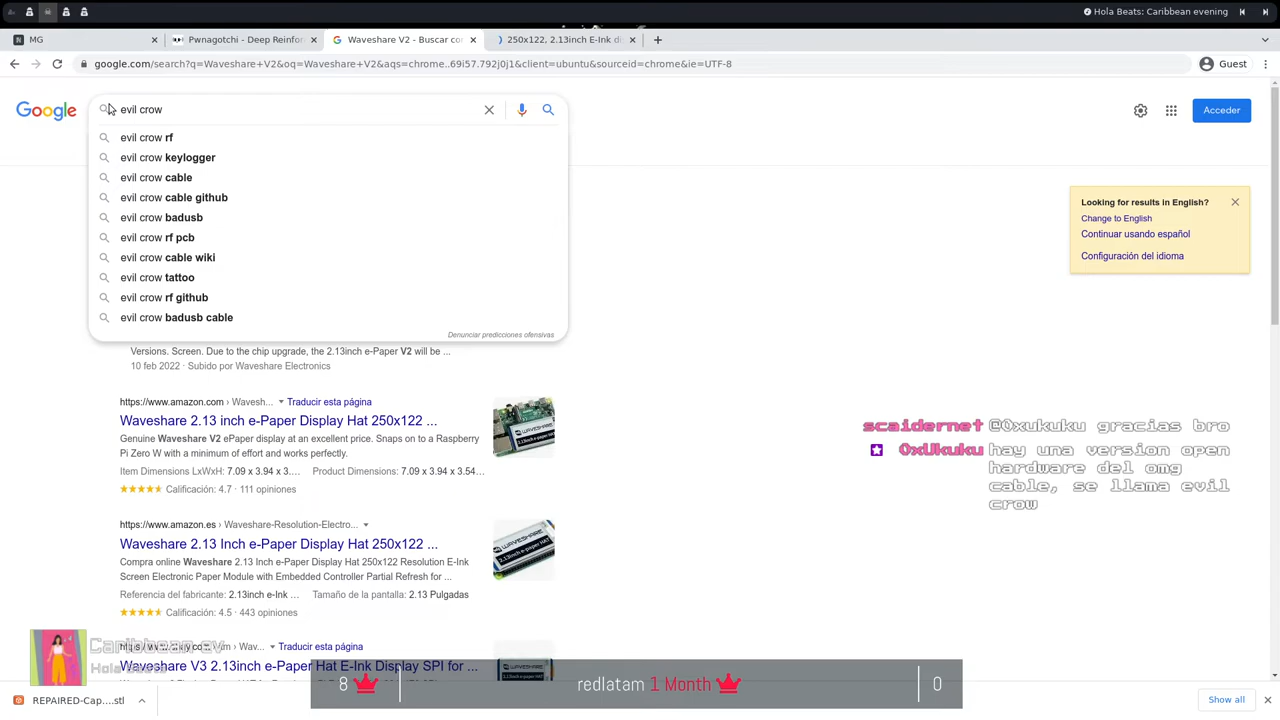 Hola Beats: Caribbean evening
MG
Pwnagotchi - Deep Reinfor
Waveshare V2 - Buscar co
250x122, 2.13inch E-Ink di
google.com/search?q=Waveshare+V2&oq=Waveshare+V2&aqs=chrome..69i57.792j0j1&client=ubuntu&sourceid=chrome&ie=UTF-8
Guest
Google
evil crow
Acceder
evil crow rf
evil crow keylogger
evil crow cable
evil crow cable github
evil crow badusb
evil crow rf pcb
evil crow cable wiki
evil crow tattoo
evil crow rf github
evil crow badusb cable
Denunciar predicciones ofensivas
Looking for results in English?
Change to English
Continuar usando español
Configuración del idioma
Versions. Screen. Due to the chip upgrade, the 2.13inch e-Paper V2 will be ...
10 feb 2022 · Subido por Waveshare Electronics
https://www.amazon.com › Wavesh... Traducir esta página
Waveshare 2.13 inch e-Paper Display Hat 250x122 ...
Genuine Waveshare V2 ePaper display at an excellent price. Snaps on to a Raspberry
Pi Zero W with a minimum of effort and works perfectly.
Item Dimensions LxWxH: 7.09 x 3.94 x 3.... Product Dimensions: 7.09 x 3.94 x 3.54...
Calificación: 4.7 · 111 opiniones
https://www.amazon.es › Waveshare-Resolution-Electro...
Waveshare 2.13 Inch e-Paper Display Hat 250x122 ...
Compra online Waveshare 2.13 Inch e-Paper Display Hat 250x122 Resolution E-Ink
Screen Electronic Paper Module with Embedded Controller Partial Refresh for ...
Referencia del fabricante: 2.13inch e-Ink ... Tamaño de la pantalla: 2.13 Pulgadas
Calificación: 4.5 · 443 opiniones
› Wav... Traducir esta página
Waveshare V3 2.13inch e-Paper Hat E-Ink Display SPI for ...
scaidernet @0xukuku gracias bro
0xUkuku hay una version open
hardware del omg
cable, se llama evil
crow
Caribbean ev
Hola Beats
8
redlatam 1 Month
0
REPAIRED-Cap....stl
Show all